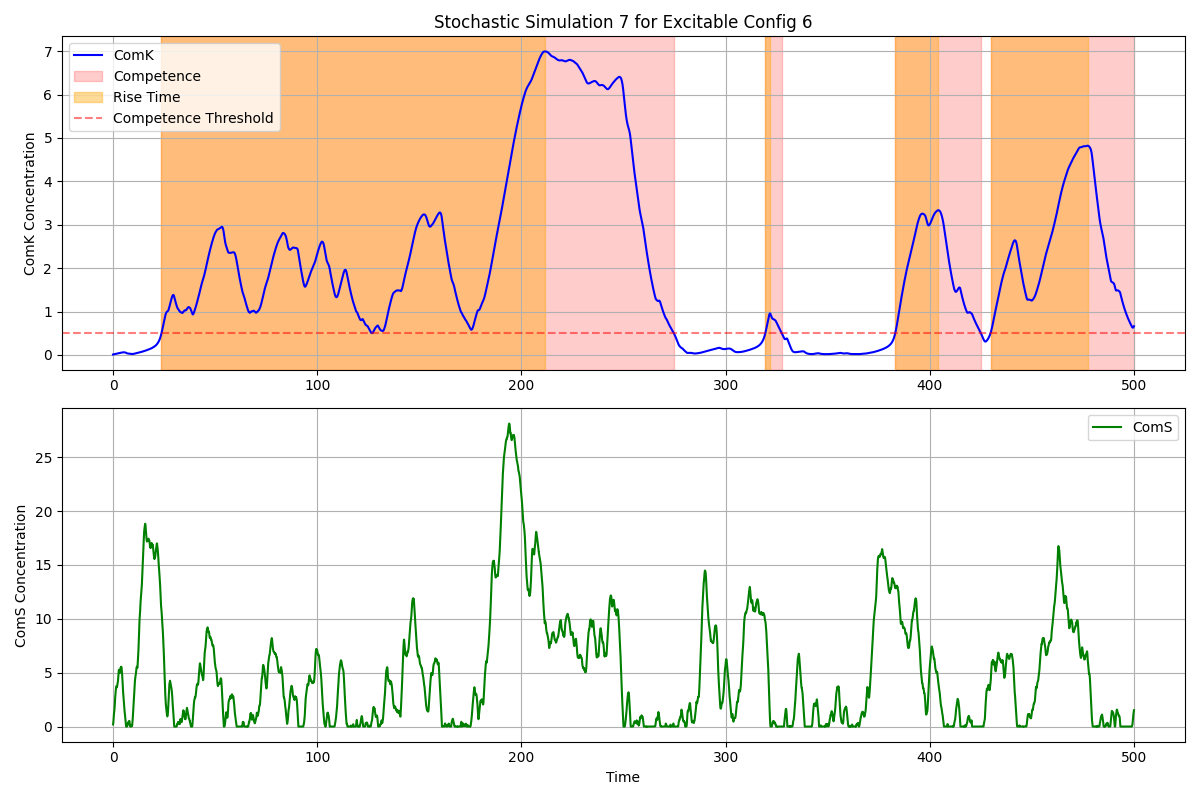 Stochastic Simulation 7 for Excitable Config 6
ComK
Competence
Rise Time
Competence Threshold
ComK Concentration
7
6
5
4
3
2
1
0
0 100 200 300 400 500
ComS
ComS Concentration
25
20
15
10
5
0
0 100 200 300 400 500
Time